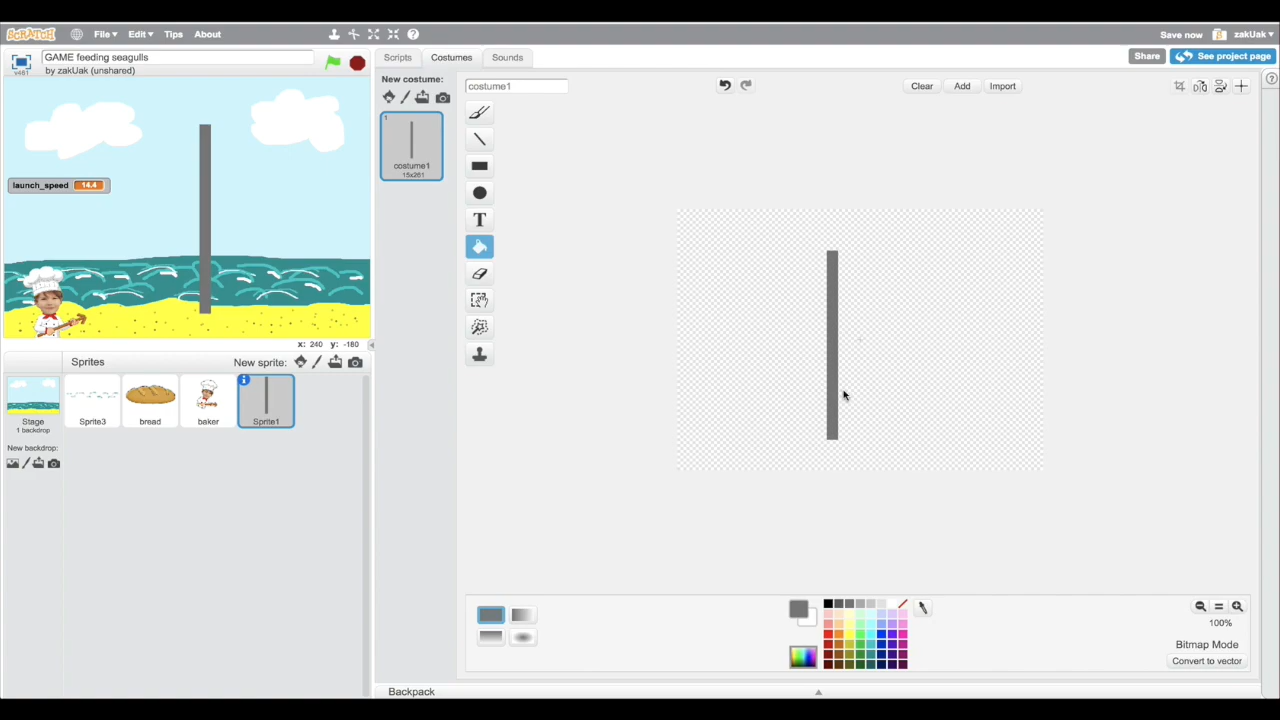 SCRATCH File Edit Tips About Save now zakUak
v461 GAME feeding seagulls
by zakUak (unshared)
Scripts Costumes Sounds Share See project page
New costume:
costume1
Clear Add Import
1
costume1
15x261
T
launch_speed 14.4
x: 240 y: -180
Sprites New sprite:
Stage
1 backdrop
Sprite3 bread baker Sprite1
New backdrop:
100%
Bitmap Mode
Convert to vector
Backpack